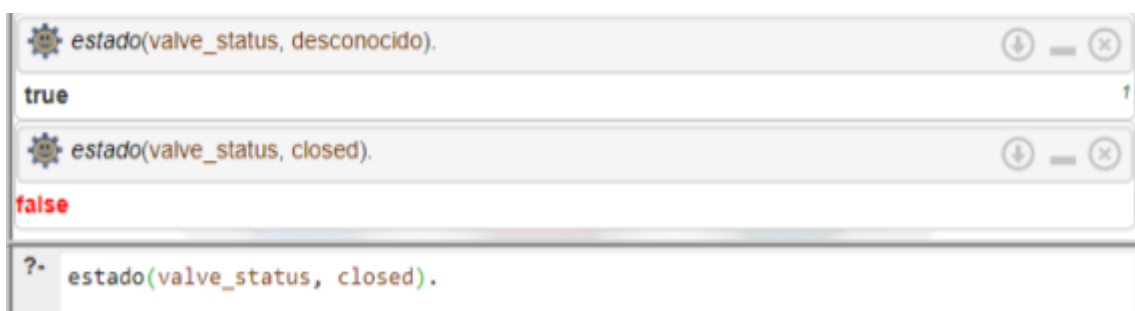 estado(valve_status, desconocido).
true
1
estado(valve_status, closed).
false
?- estado(valve_status, closed).